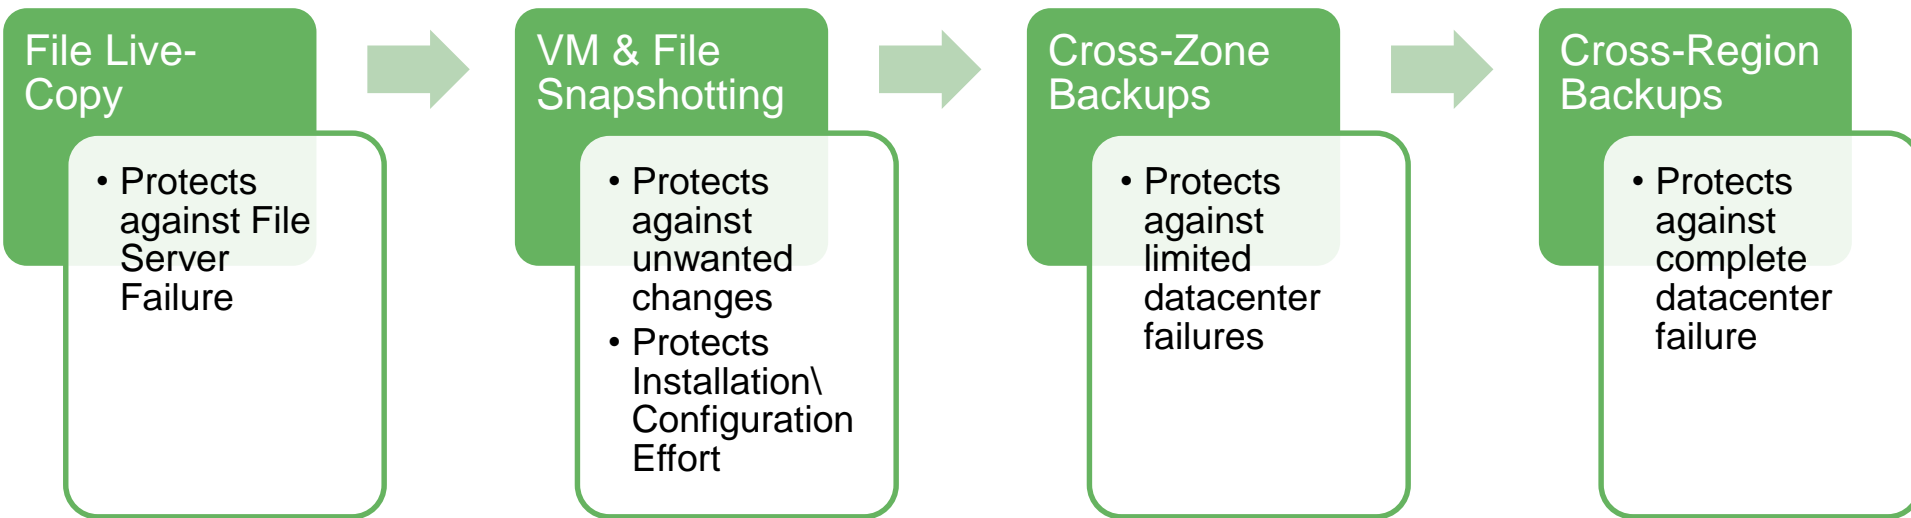 File Live-
Copy
• Protects
against File
Server
Failure
VM & File
Snapshotting
• Protects
against
unwanted
changes
• Protects
Installation\
Configuration
Effort
Cross-Zone
Backups
• Protects
against
limited
datacenter
failures
Cross-Region
Backups
• Protects
against
complete
datacenter
failure